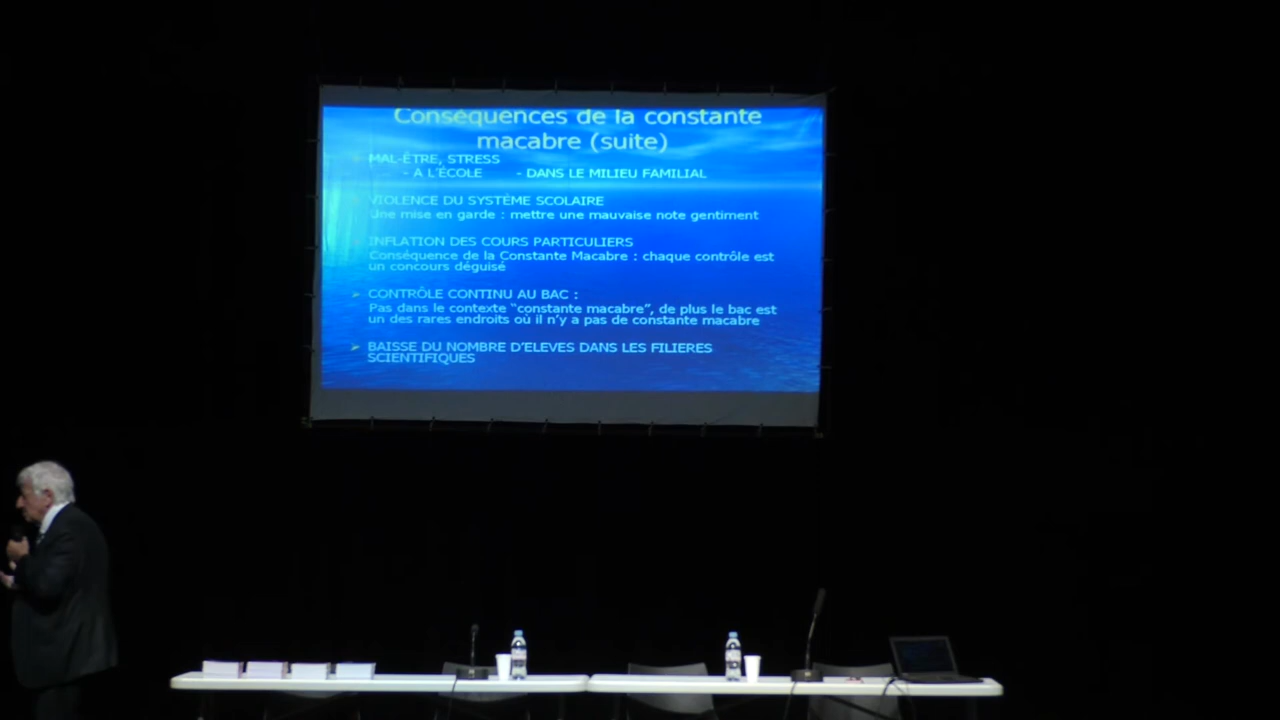 Conséquences de la constante
macabre (suite)
MAL-ÊTRE, STRESS
- A L'ÉCOLE - DANS LE MILIEU FAMILIAL
VIOLENCE DU SYSTÈME SCOLAIRE
Une mise en garde : mettre une mauvaise note gentiment
INFLATION DES COURS PARTICULIERS
Conséquence de la Constante Macabre : chaque contrôle est
un concours déguisé
➢ CONTRÔLE CONTINU AU BAC :
Pas dans le contexte "constante macabre", de plus le bac est
un des rares endroits où il n'y a pas de constante macabre
➢ BAISSE DU NOMBRE D'ELEVES DANS LES FILIERES
SCIENTIFIQUES